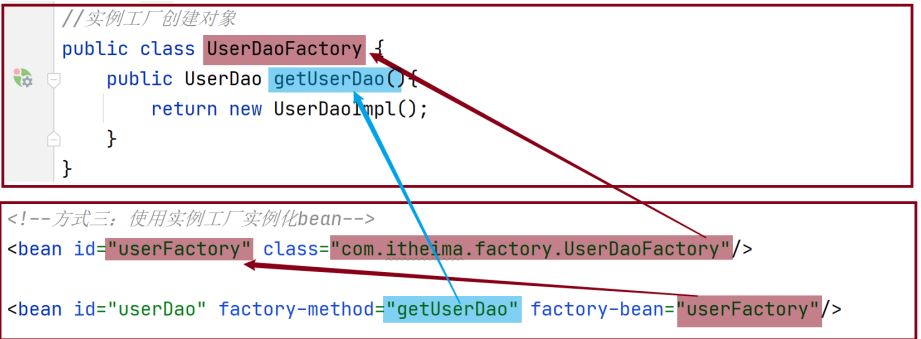 //实例工厂创建对象
public class UserDaoFactory {
    public UserDao getUserDao(){
        return new UserDaoImpl();
    }
}
<!--方式三：使用实例工厂实例化bean-->
<bean id="userFactory" class="com.itheima.factory.UserDaoFactory"/>
<bean id="userDao" factory-method="getUserDao" factory-bean="userFactory"/>